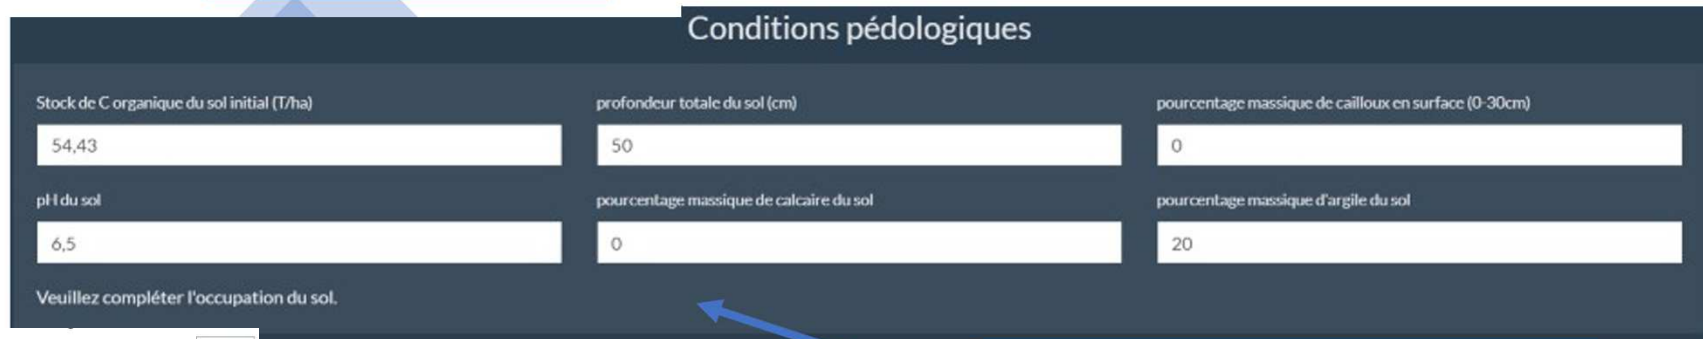 Conditions pédologiques
Stock de C organique du sol initial (T/ha)
profondeur totale du sol (cm)
pourcentage massique de cailloux en surface (0-30cm)
54,43
50
0
pH du sol
pourcentage massique de calcaire du sol
pourcentage massique d'argile du sol
6,5
0
20
Veuillez compléter l'occupation du sol.